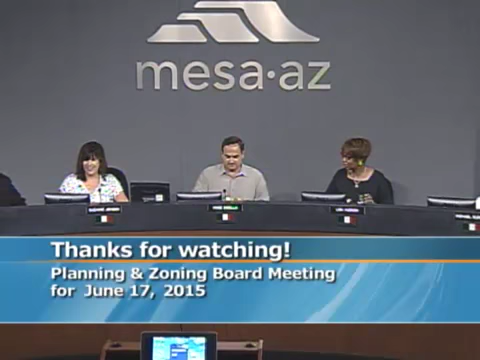 mesa·az
Thanks for watching!
Planning & Zoning Board Meeting
for June 17, 2015